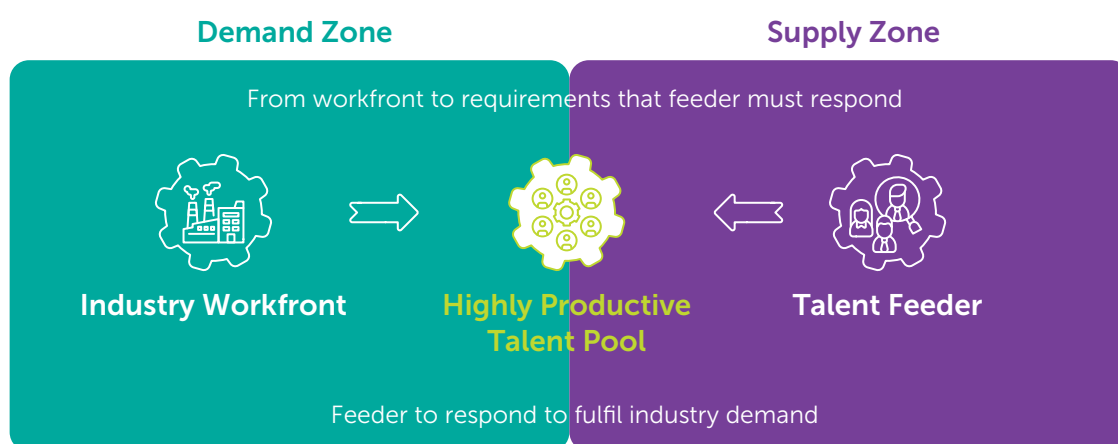 Demand Zone
Supply Zone
From workfront to requirements that feeder must respond
Industry Workfront
Highly Productive
Talent Pool
Talent Feeder
Feeder to respond to fulfil industry demand